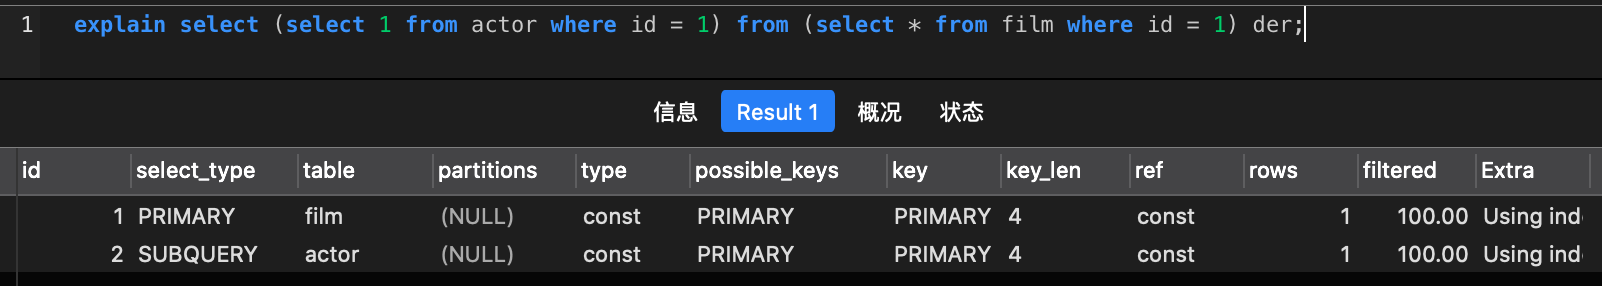 1 explain select (select 1 from actor where id = 1) from (select * from film where id = 1) der;
信息 Result 1 概况 状态
id select_type table partitions type possible_keys key key_len ref rows filtered Extra
1 PRIMARY film (NULL) const PRIMARY PRIMARY 4 const 1 100.00 Using
2 SUBQUERY actor (NULL) const PRIMARY PRIMARY 4 const 1 100.00 Using